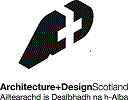 Architecture+DesignScotland
Ailtearachd is Dealbhadh na h-Alba